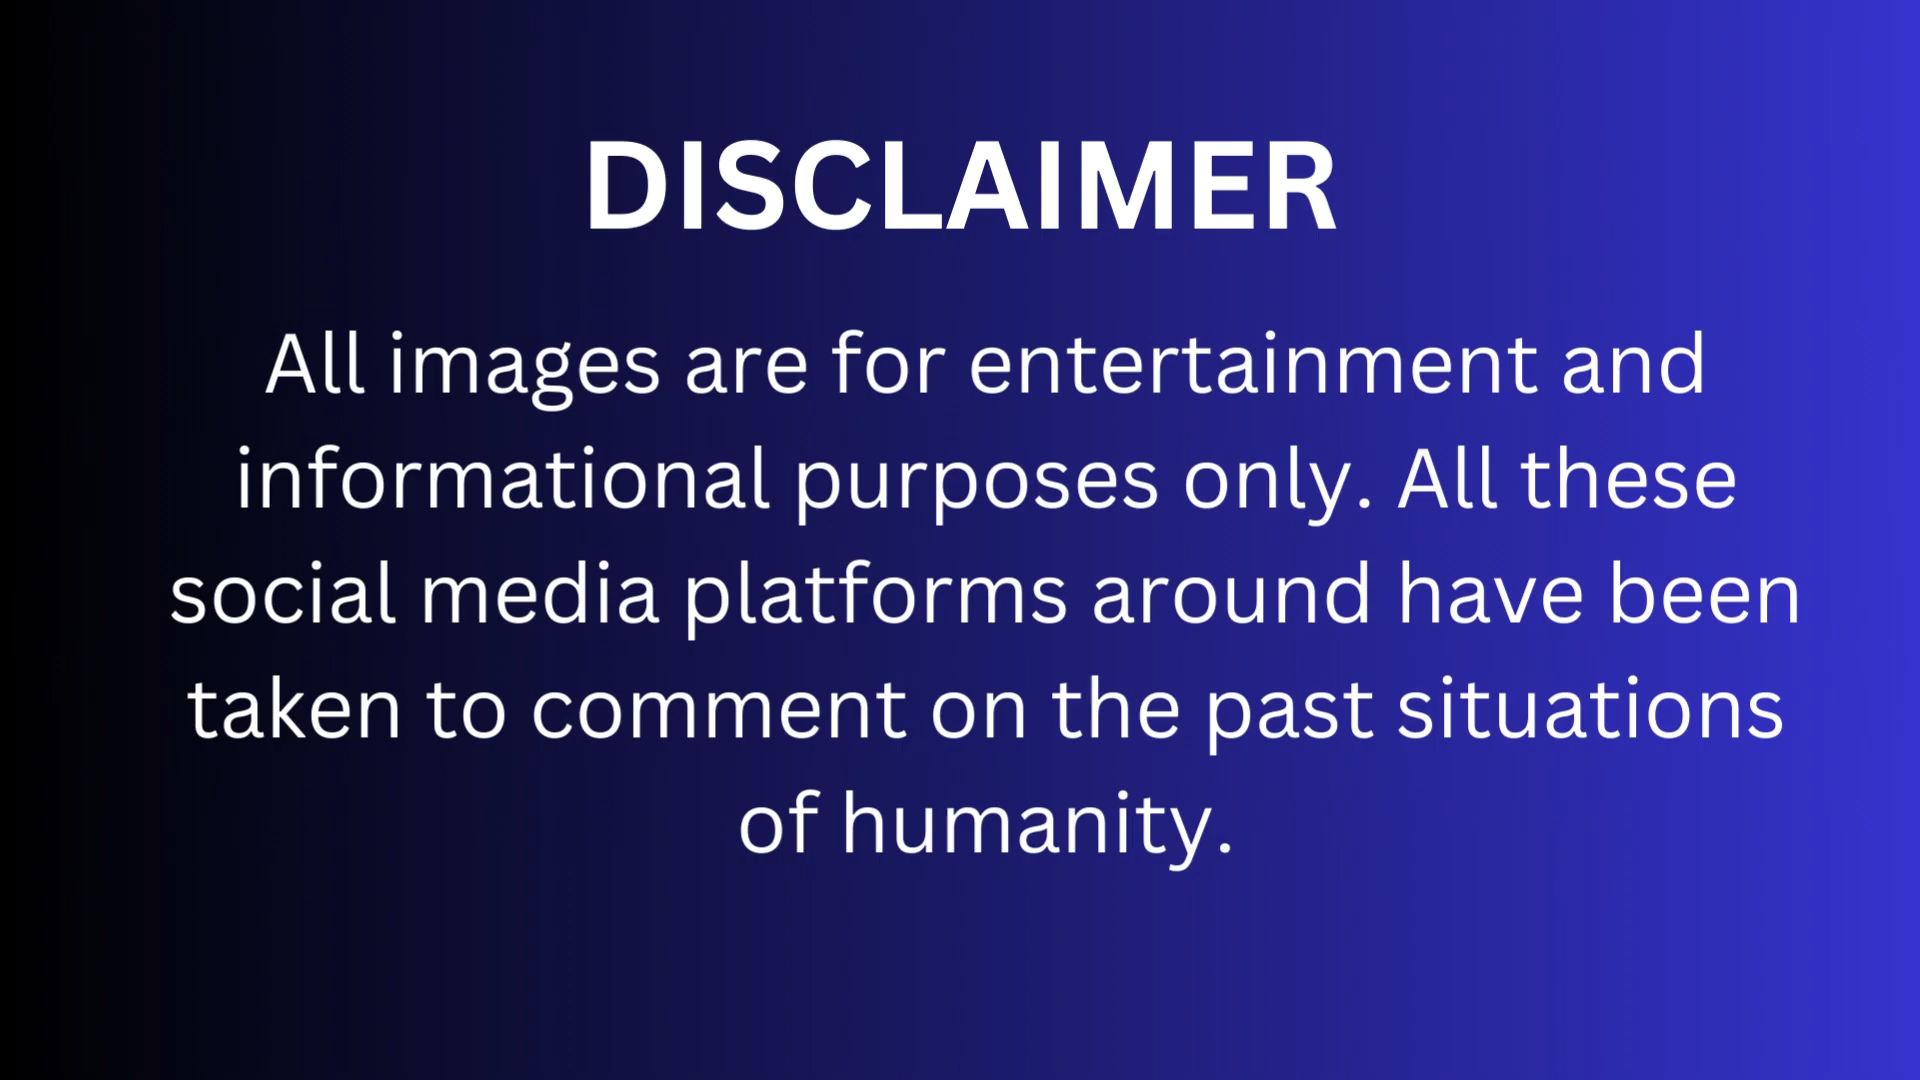 DISCLAIMER
All images are for entertainment and
informational purposes only. All these
social media platforms around have been
taken to comment on the past situations
of humanity.